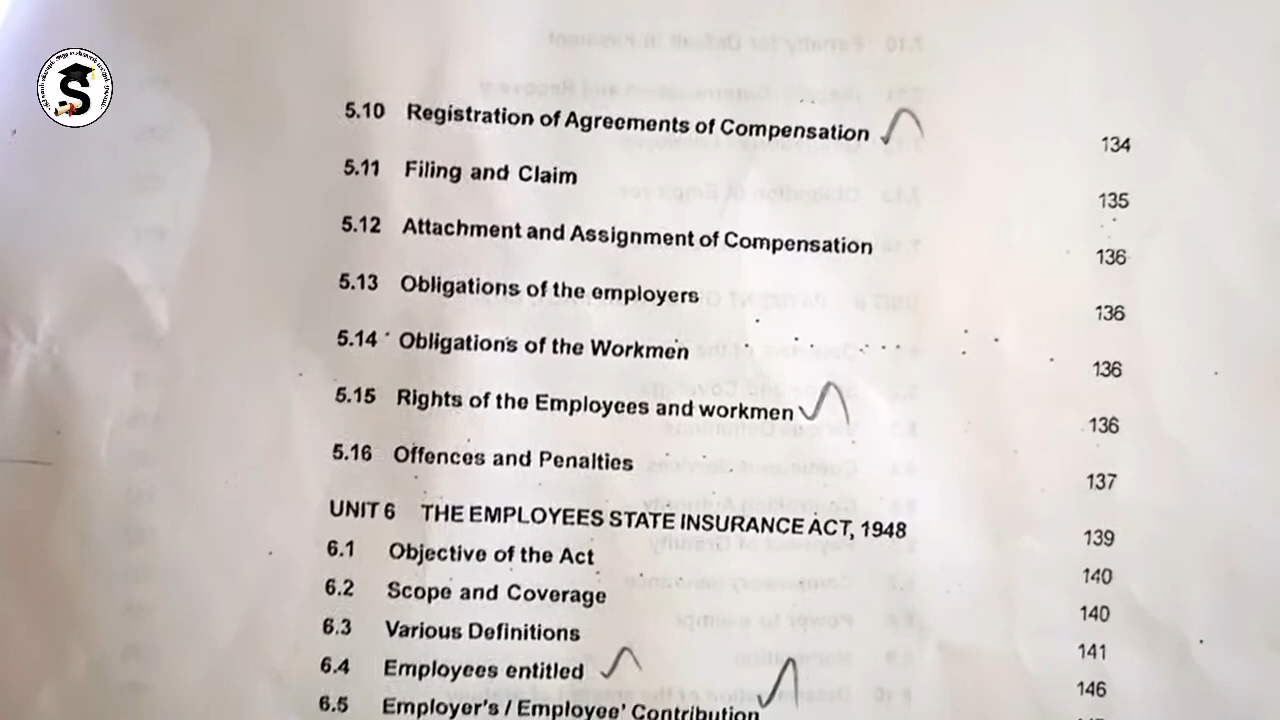 5.10 Registration of Agreements of Compensation 134
5.11 Filing and Claim 135
5.12 Attachment and Assignment of Compensation 136
5.13 Obligations of the employers 136
5.14 Obligations of the Workmen 136
5.15 Rights of the Employees and workmen 136
5.16 Offences and Penalties 137
UNIT 6 THE EMPLOYEES STATE INSURANCE ACT, 1948 139
6.1 Objective of the Act 140
6.2 Scope and Coverage 140
6.3 Various Definitions 141
6.4 Employees entitled 146
6.5 Employer's / Employee' Contribution
S